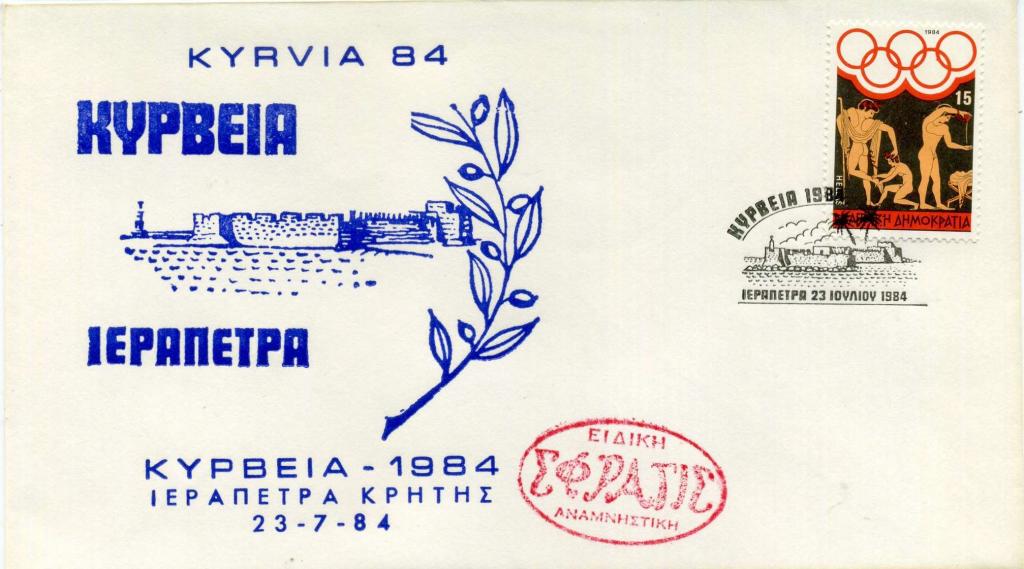 KYRVIA 84
ΚΥΡΒΕΙΑ
ΙΕΡΑΠΕΤΡΑ
ΚΥΡΒΕΙΑ - 1984
ΙΕΡΑΠΕΤΡΑ ΚΡΗΤΗΣ
23-7-84
ΕΙΔΙΚΗ
ΣΦΡΑΓΙΣ
ΑΝΑΜΝΗΣΤΙΚΗ
1984
15
ΔΗΜΟΚΡΑΤΙΑ
ΚΥΡΒΕΙΑ 1984
ΙΕΡΑΠΕΤΡΑ 23 ΙΟΥΛΙΟΥ 1984